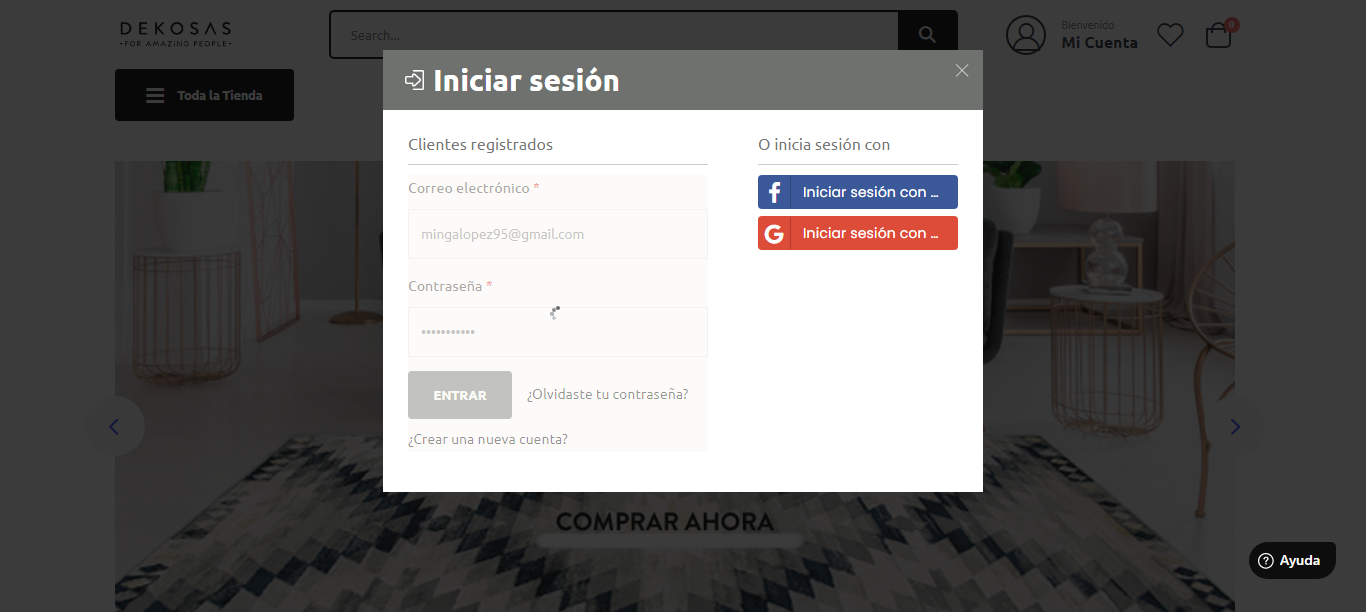 DEKOSAS
•FOR AMAZING PEOPLE•
Search...
Bienvenido
Mi Cuenta
0
Toda la Tienda
Iniciar sesión
Clientes registrados
Correo electrónico *
mingalopez95@gmail.com
Contraseña *
•••••••••••
ENTRAR
¿Olvidaste tu contraseña?
¿Crear una nueva cuenta?
O inicia sesión con
Iniciar sesión con ...
Iniciar sesión con ...
COMPRAR AHORA
Ayuda